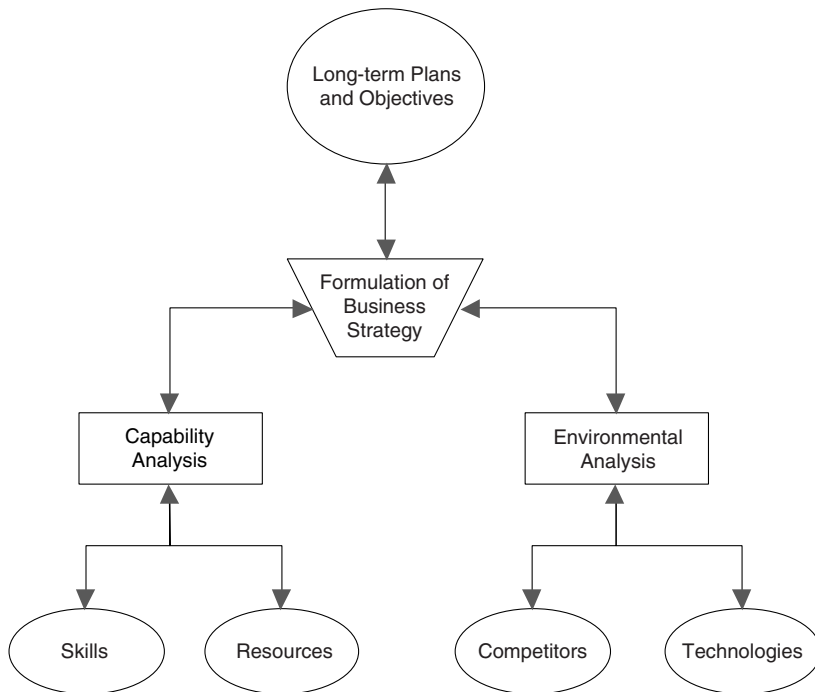 Long-term Plans
and Objectives
Formulation of
Business
Strategy
Capability
Analysis
Environmental
Analysis
Skills
Resources
Competitors
Technologies